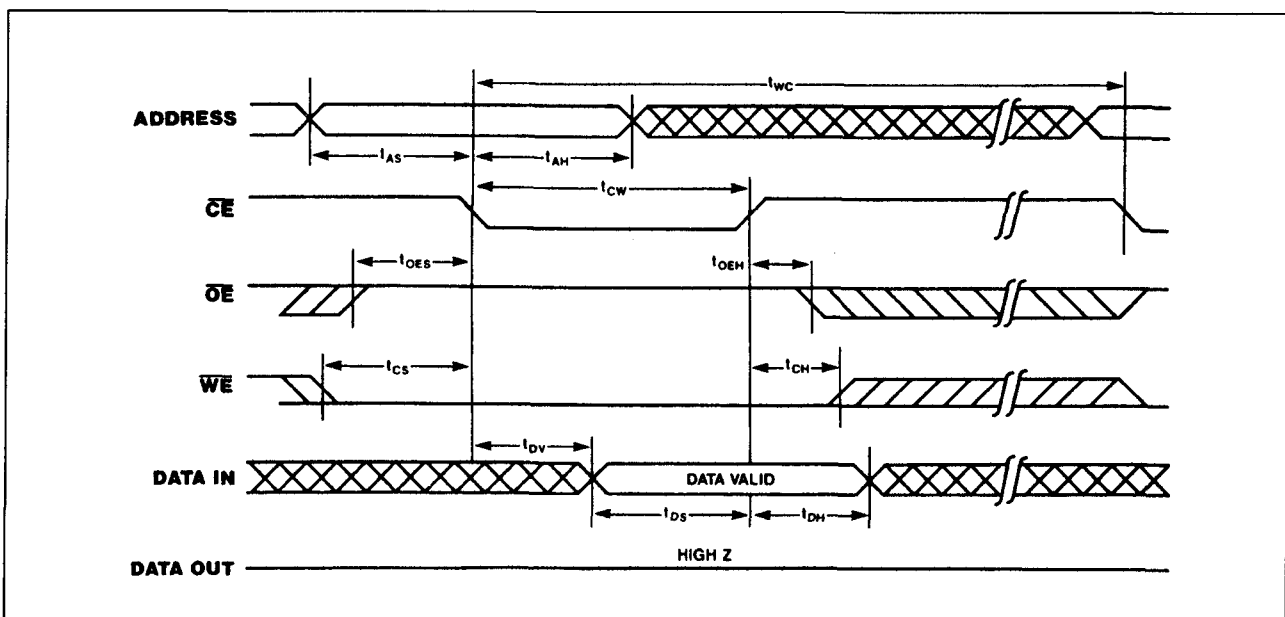 tWC
ADDRESS
tAS
tAH
tCW
CE
tOES
tOEH
OE
tCS
tCH
WE
tDV
DATA IN
DATA VALID
tDS
tDH
HIGH Z
DATA OUT